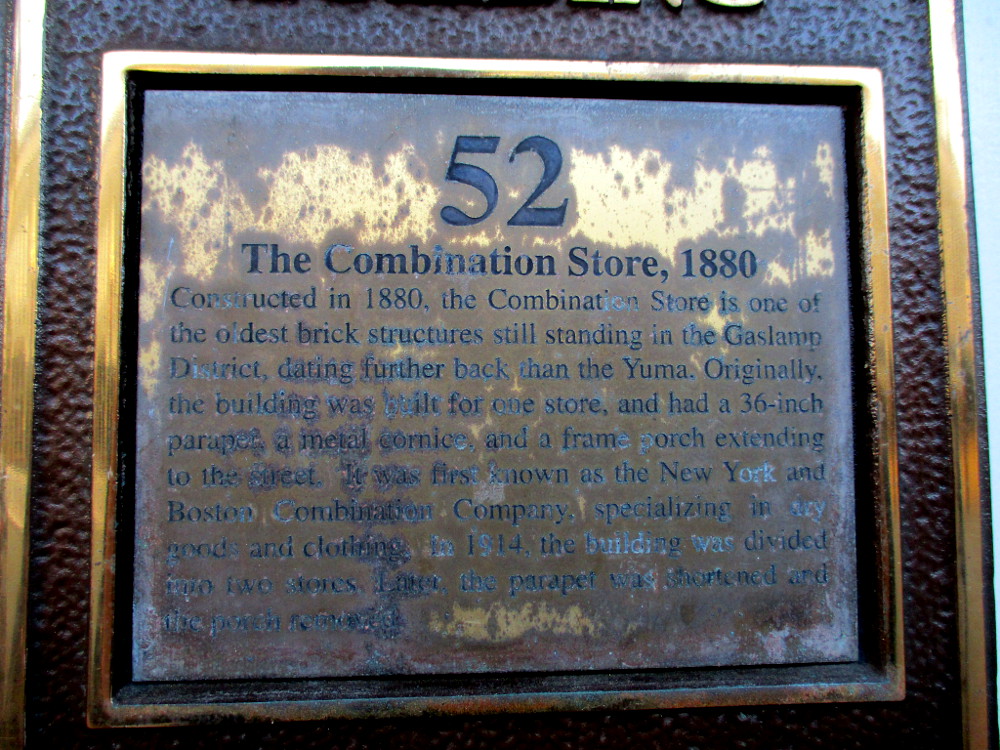 52
The Combination Store, 1880
Constructed in 1880, the Combination Store is one of
the oldest brick structures still standing in the Gaslamp
District, dating further back than the Yuma. Originally,
the building was built for one store, and had a 36-inch
parapet, a metal cornice, and a frame porch extending
to the street. It was first known as the New York and
Boston Combination Company, specializing in dry
goods and clothing. In 1914, the building was divided
into two stores. Later, the parapet was shortened and
the porch removed.